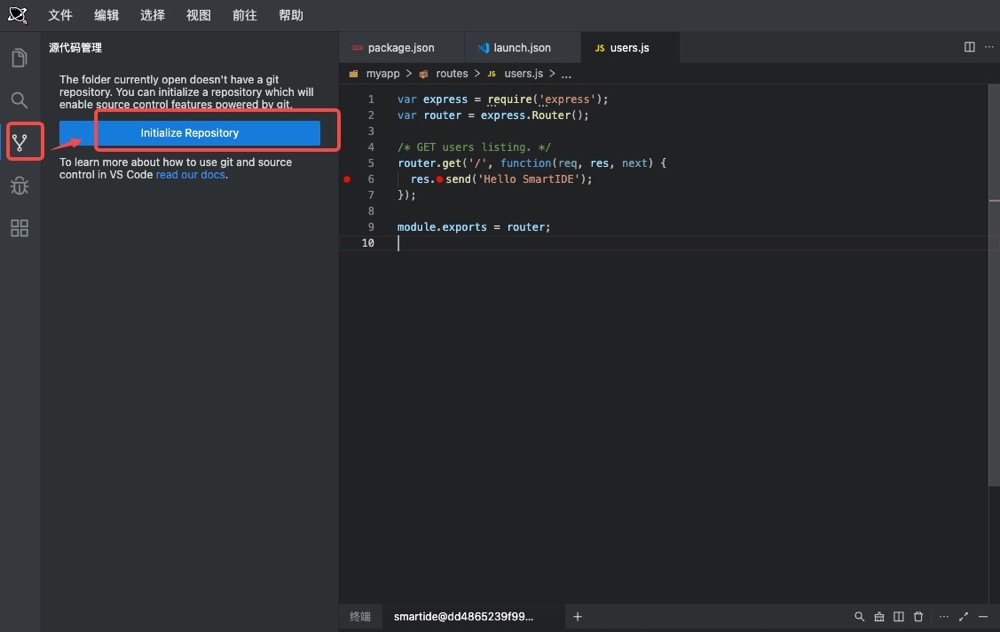 文件 编辑 选择 视图 前往 帮助
源代码管理
The folder currently open doesn't have a git
repository. You can initialize a repository which will
enable source control features powered by git.
Initialize Repository
To learn more about how to use git and source
control in VS Code read our docs.
package.json launch.json JS users.js ...
myapp > routes > JS users.js > ...
1 var express = require('express');
2 var router = express.Router();
3
4 /* GET users listing. */
5 router.get('/', function(req, res, next) {
6 res.send('Hello SmartIDE');
7 });
8
9 module.exports = router;
10
终端 smartide@dd4865239f99... + ...